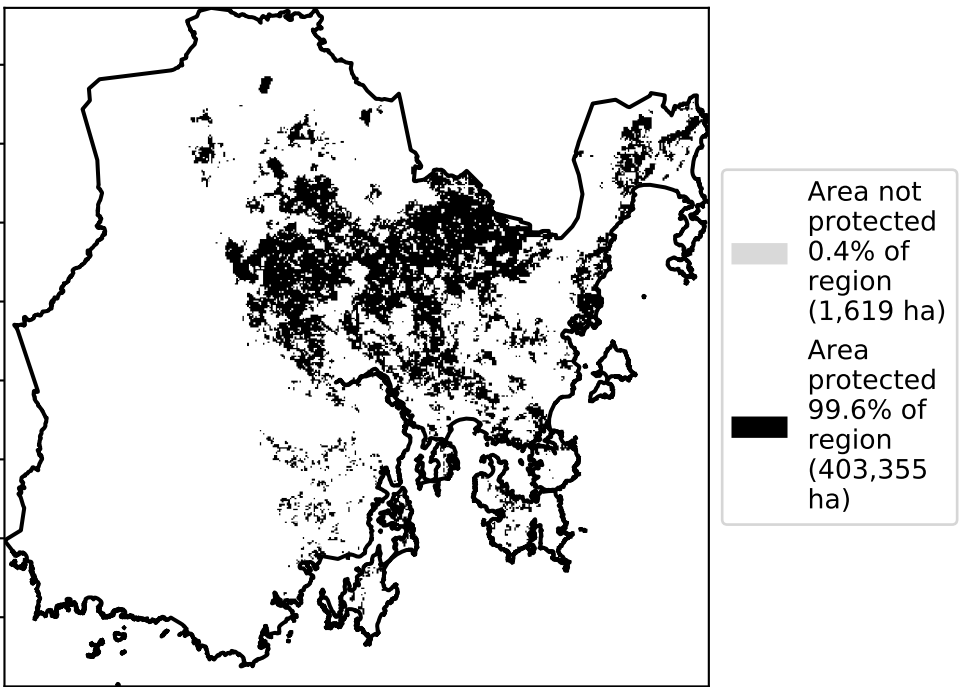 Area not
protected
0.4% of
region
(1,619 ha)
Area
protected
99.6% of
region
(403,355
ha)